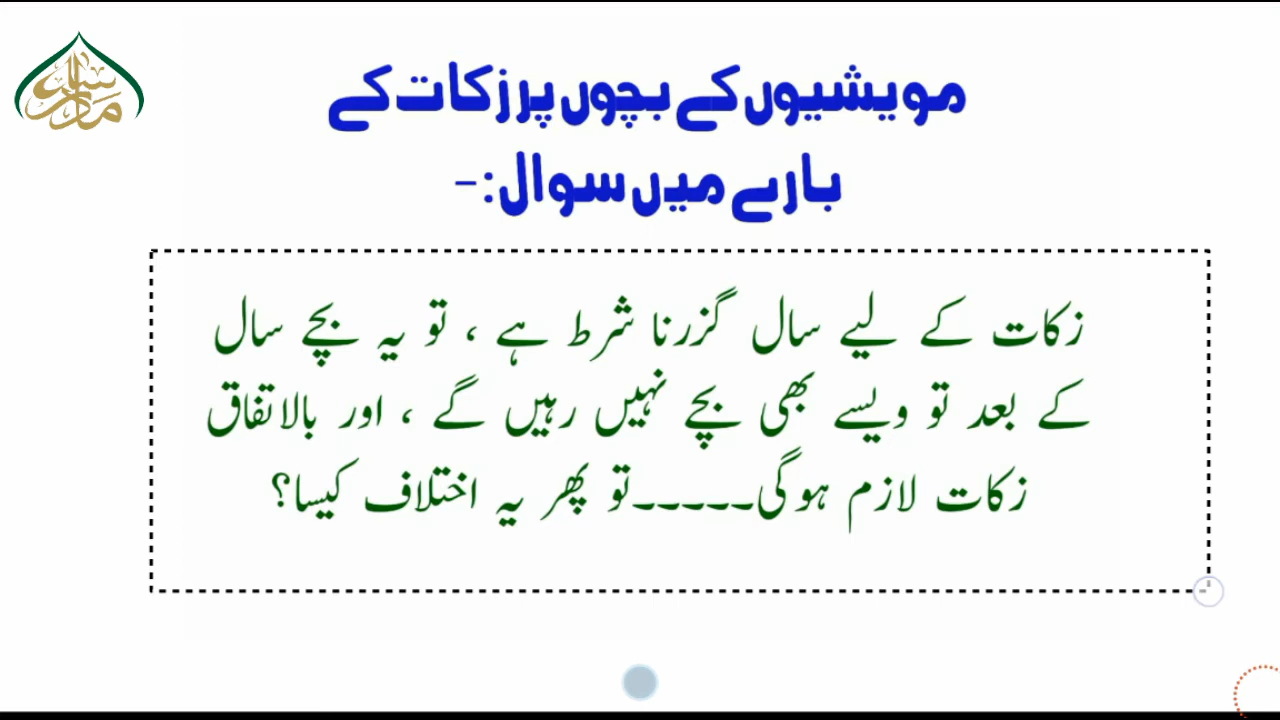 مویشیوں کے بچوں پر زکات کے
بارے میں سوال:-
زکات کے لیے سال گزرنا شرط ہے ، تو یہ بچے سال
کے بعد تو ویسے بھی بچے نہیں رہیں گے ، اور بالاتفاق
زکات لازم ہوگی۔۔۔۔۔تو پھر یہ اختلاف کیسا؟